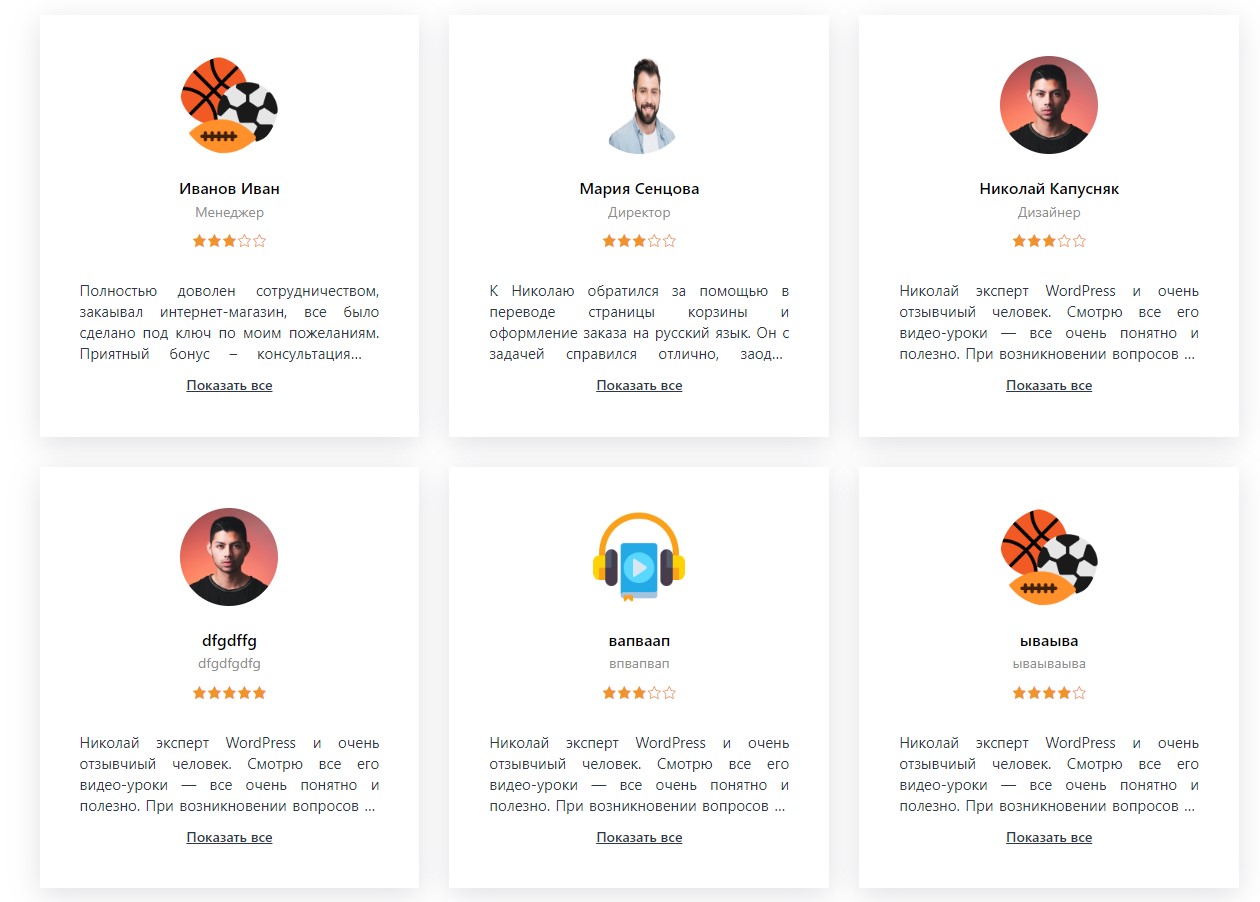 Иванов Иван
Менеджер
Полностью доволен сотрудничеством,
закаывал интернет-магазин, все было
сделано под ключ по моим пожеланиям.
Приятный бонус – консультация...
Показать все
Мария Сенцова
Директор
К Николаю обратился за помощью в
переводе страницы корзины и
оформление заказа на русский язык. Он с
задачей справился отлично, заод...
Показать все
Николай Капусняк
Дизайнер
Николай эксперт WordPress и очень
отзывчиый человек. Смотрю все его
видео-уроки — все очень понятно и
полезно. При возникновении вопросов ...
Показать все
dfgdffg
dfgdfgdfg
Николай эксперт WordPress и очень
отзывчиый человек. Смотрю все его
видео-уроки — все очень понятно и
полезно. При возникновении вопросов ...
Показать все
вапваап
впвапвап
Николай эксперт WordPress и очень
отзывчиый человек. Смотрю все его
видео-уроки — все очень понятно и
полезно. При возникновении вопросов ...
Показать все
ываыва
ываываыва
Николай эксперт WordPress и очень
отзывчиый человек. Смотрю все его
видео-уроки — все очень понятно и
полезно. При возникновении вопросов ...
Показать все